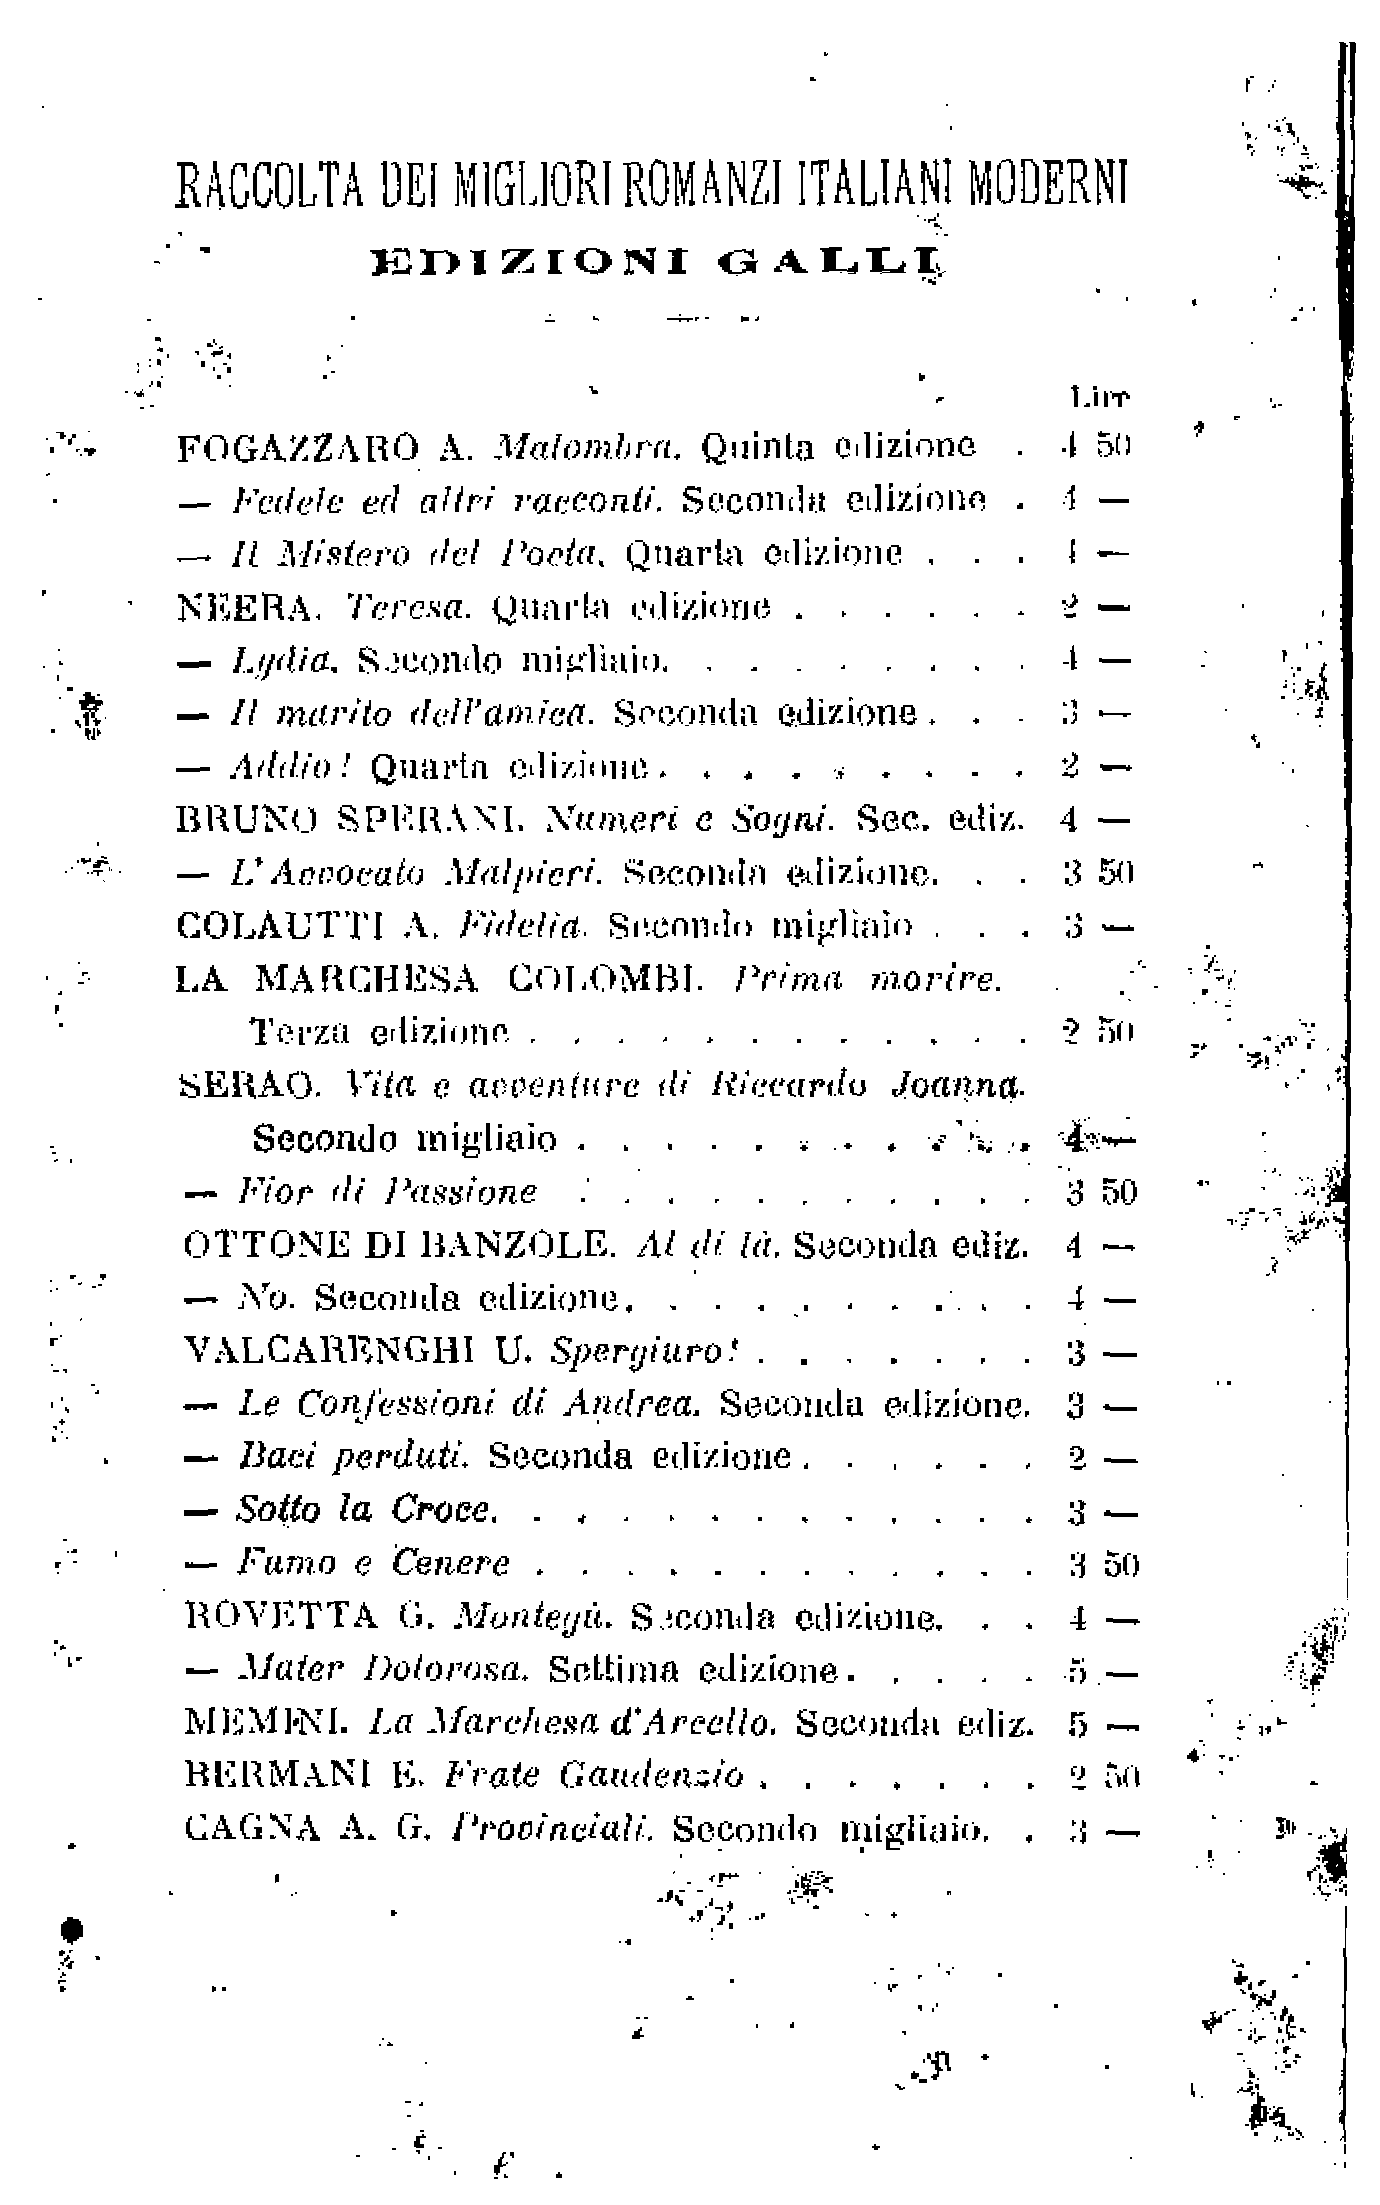 RACCOLTA DEI MIGLIORI ROMANZI ITALIANI MODERNI
EDIZIONI GALLI
Lire
FOGAZZARO A. Malombra. Quinta edizione . 4 50
— Fedele ed altri racconti. Seconda edizione . 4 —
— Il Mistero del Poeta. Quarta edizione . . . 4 —
NEERA. Teresa. Quarta edizione . . . . . . 2 —
— Lydia. Secondo migliaio. . . . . . . . . 4 —
— Il marito dell'amica. Seconda edizione . . . 3 —
— Addio! Quarta edizione . . . . . . . . . 2 —
BRUNO SPERANI. Numeri e Sogni. Sec. ediz. 4 —
— L'Avvocato Malpieri. Seconda edizione. . . 3 50
COLAUTTI A. Fidelia. Secondo migliaio . . . 3 —
LA MARCHESA COLOMBI. Prima morire.
Terza edizione . . . . . . . . . . . . 2 50
SERAO. Vita e avventure di Riccardo Joanna.
Secondo migliaio . . . . . . . . . . . 4 —
— Fior di Passione . . . . . . . . . . . 3 50
OTTONE DI BANZOLE. Al di là. Seconda ediz. 4 —
— No. Seconda edizione. . . . . . . . . . 4 —
VALCARENGHI U. Spergiuro! . . . . . . . 3 —
— Le Confessioni di Andrea. Seconda edizione. 3 —
— Baci perduti. Seconda edizione . . . . . . 2 —
— Sotto la Croce. . . . . . . . . . . . . 3 —
— Fumo e Cenere . . . . . . . . . . . . 3 50
ROVETTA G. Montegù. Seconda edizione. . . 4 —
— Mater Dolorosa. Settima edizione . . . . . 5 —
MEMINI. La Marchesa d'Arcello. Seconda ediz. 5 —
BERMANI E. Frate Gaudenzio . . . . . . . 2 50
CAGNA A. G. Provinciali. Secondo migliaio. . 3 —